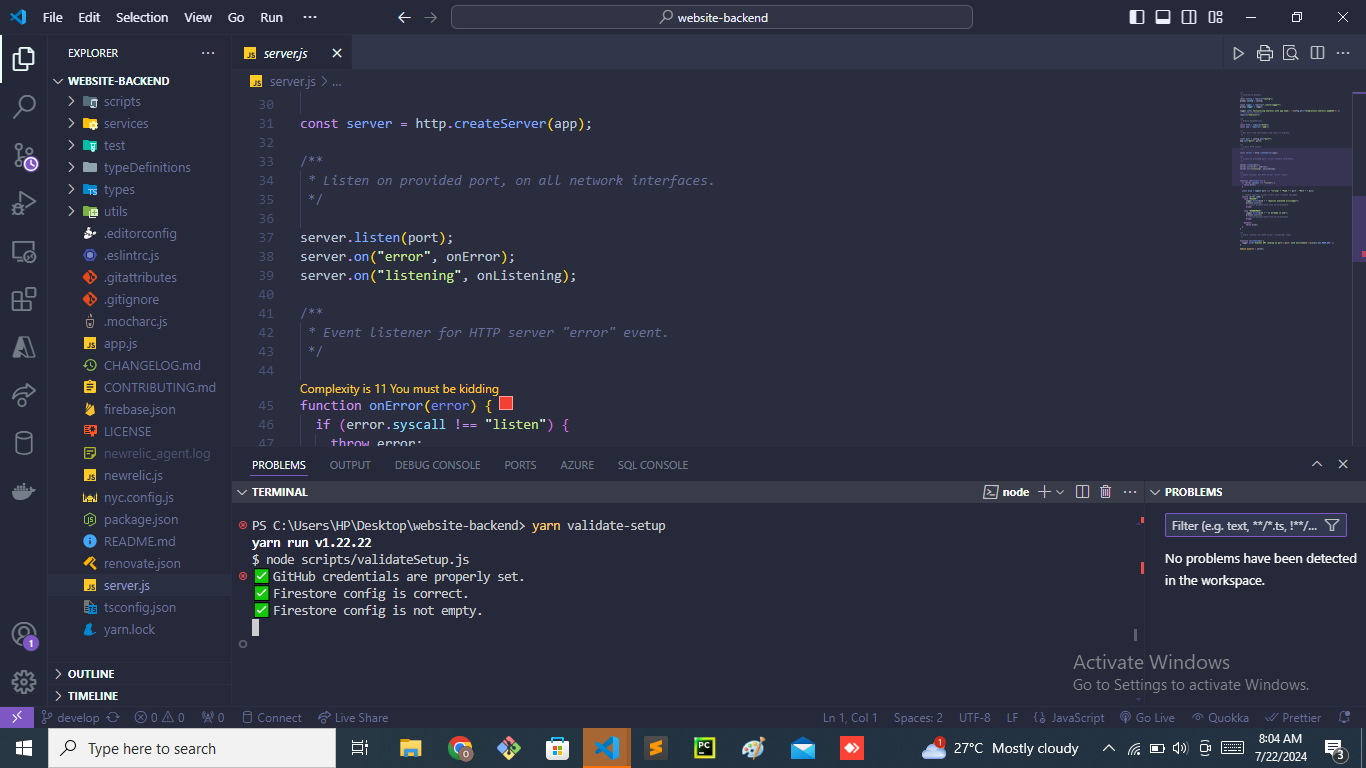 File Edit Selection View Go Run ···
website-backend
EXPLORER ···
WEBSITE-BACKEND
scripts
services
test
typeDefinitions
types
utils
.editorconfig
.eslintrc.js
.gitattributes
.gitignore
.mocharc.js
app.js
CHANGELOG.md
CONTRIBUTING.md
firebase.json
LICENSE
newrelic_agent.log
newrelic.js
nyc.config.js
package.json
README.md
renovate.json
server.js
tsconfig.json
yarn.lock
OUTLINE
TIMELINE
JS server.js
JS server.js > ...
30
31 const server = http.createServer(app);
32
33 /**
34 * Listen on provided port, on all network interfaces.
35 */
36
37 server.listen(port);
38 server.on("error", onError);
39 server.on("listening", onListening);
40
41 /**
42 * Event listener for HTTP server "error" event.
43 */
44
Complexity is 11 You must be kidding
45 function onError(error) {
46 if (error.syscall !== "listen") {
47 throw error;
PROBLEMS OUTPUT DEBUG CONSOLE PORTS AZURE SQL CONSOLE
TERMINAL node
PS C:\Users\HP\Desktop\website-backend> yarn validate-setup
yarn run v1.22.22
$ node scripts/validateSetup.js
✅ GitHub credentials are properly set.
✅ Firestore config is correct.
✅ Firestore config is not empty.
PROBLEMS
Filter (e.g. text, **/*.ts, !**/...
No problems have been detected
in the workspace.
Activate Windows
Go to Settings to activate Windows.
1
develop 0 0 0 Connect Live Share Ln 1, Col 1 Spaces: 2 UTF-8 LF {} JavaScript Go Live Quokka Prettier
Type here to search
PC
1
27°C Mostly cloudy
8:04 AM
7/22/2024
3